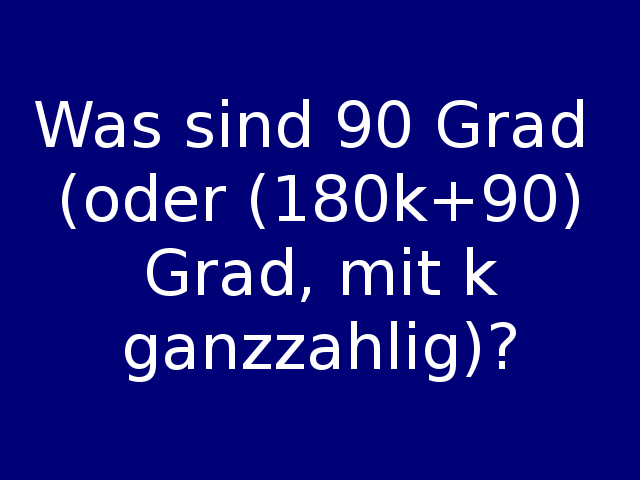 Was sind 90 Grad
(oder (180k+90)
Grad, mit k
ganzzahlig)?